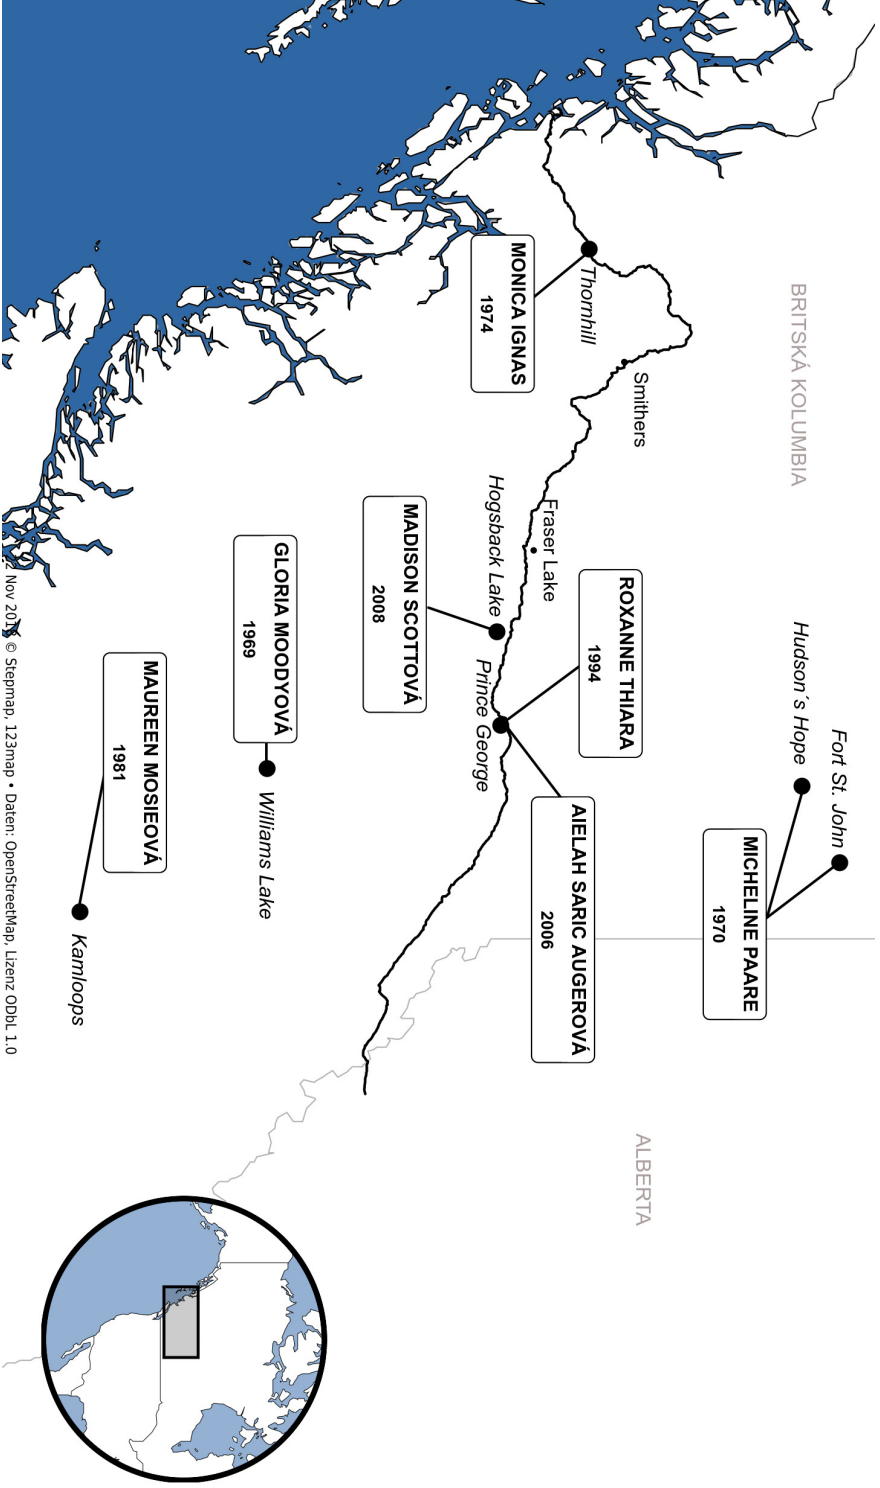 BRITSKÁ KOLUMBIA
Fort St. John
Hudson´s Hope
MICHELINE PAARE
1970
ALBERTA
Smithers
Thornhill
MONICA IGNAS
1974
Fraser Lake
ROXANNE THIARA
1994
AIELAH SARIC AUGEROVÁ
2006
Hogsback Lake
Prince George
MADISON SCOTTOVÁ
2008
GLORIA MOODYOVÁ
1969
Williams Lake
MAUREEN MOSIEOVÁ
1981
Kamloops
Nov © Stepmap, 123map • Daten: OpenStreetMap, Lizenz ODbL 1.0